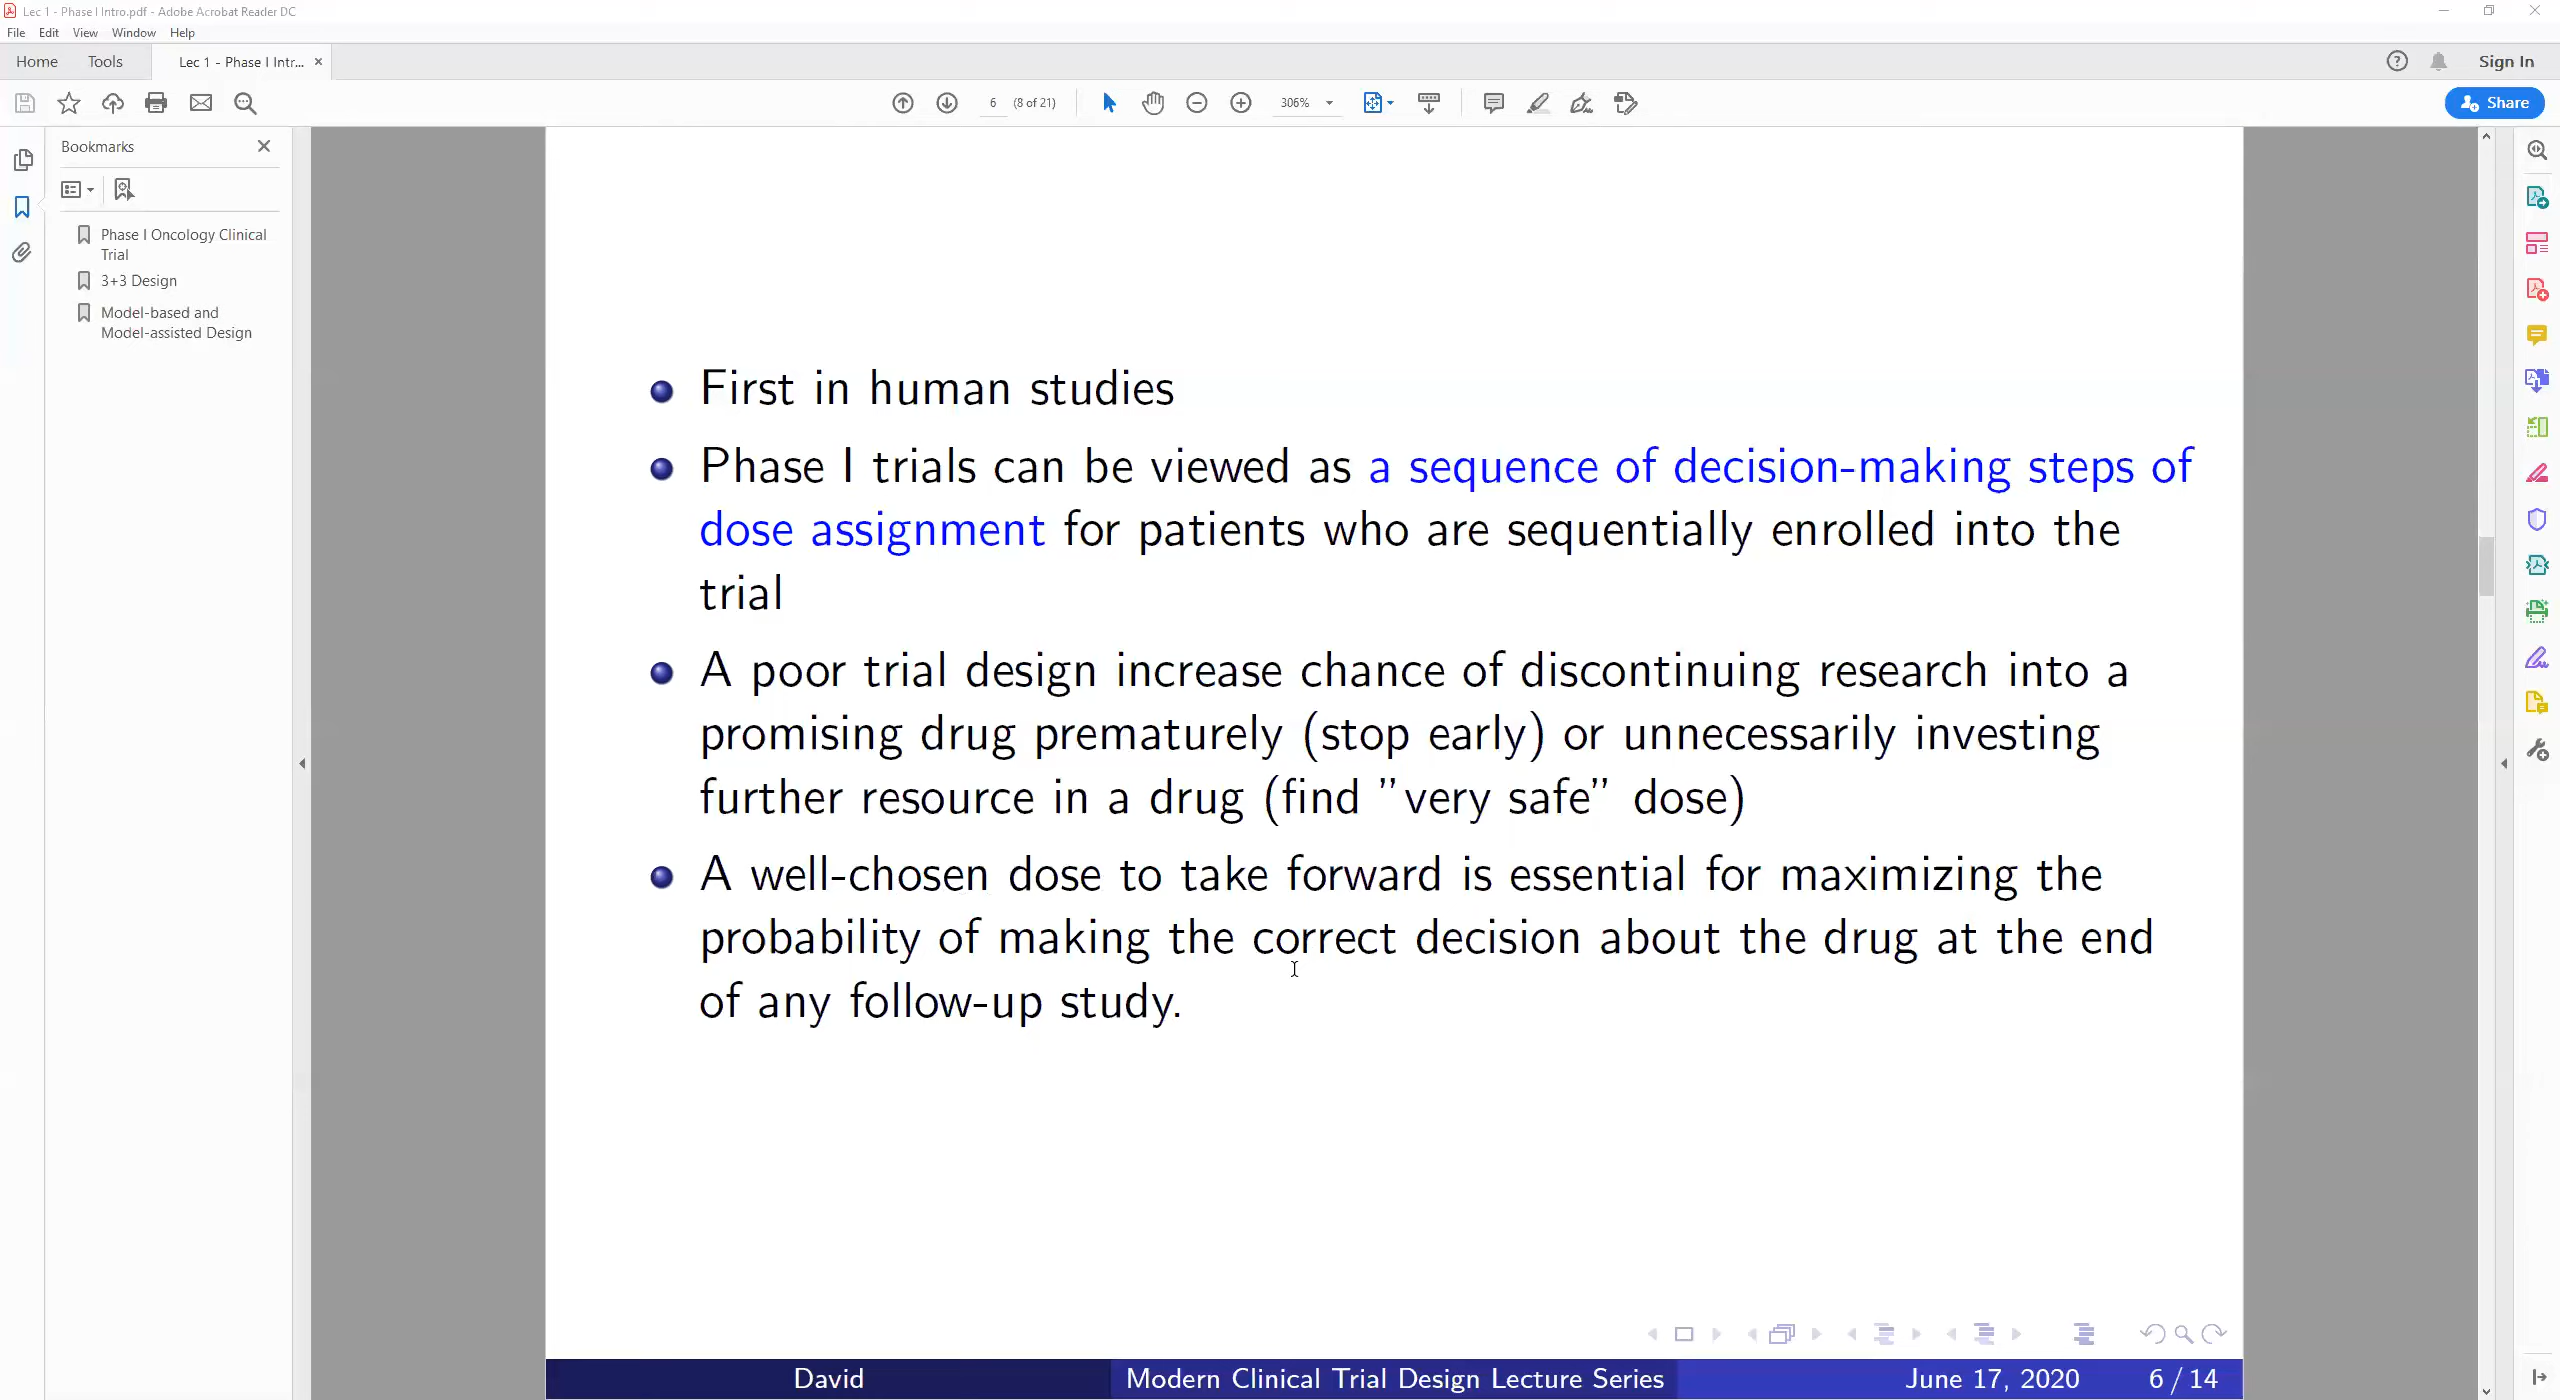 Lec 1 - Phase I Intro.pdf - Adobe Acrobat Reader DC
File Edit View Window Help
Home Tools Lec 1 - Phase I Intr... Sign In
6 (8 of 21) 306% Share
Bookmarks
Phase I Oncology Clinical
Trial
3+3 Design
Model-based and
Model-assisted Design
First in human studies
Phase I trials can be viewed as a sequence of decision-making steps of
dose assignment for patients who are sequentially enrolled into the
trial
A poor trial design increase chance of discontinuing research into a
promising drug prematurely (stop early) or unnecessarily investing
further resource in a drug (find ”very safe” dose)
A well-chosen dose to take forward is essential for maximizing the
probability of making the correct decision about the drug at the end
of any follow-up study.
David Modern Clinical Trial Design Lecture Series June 17, 2020 6 / 14